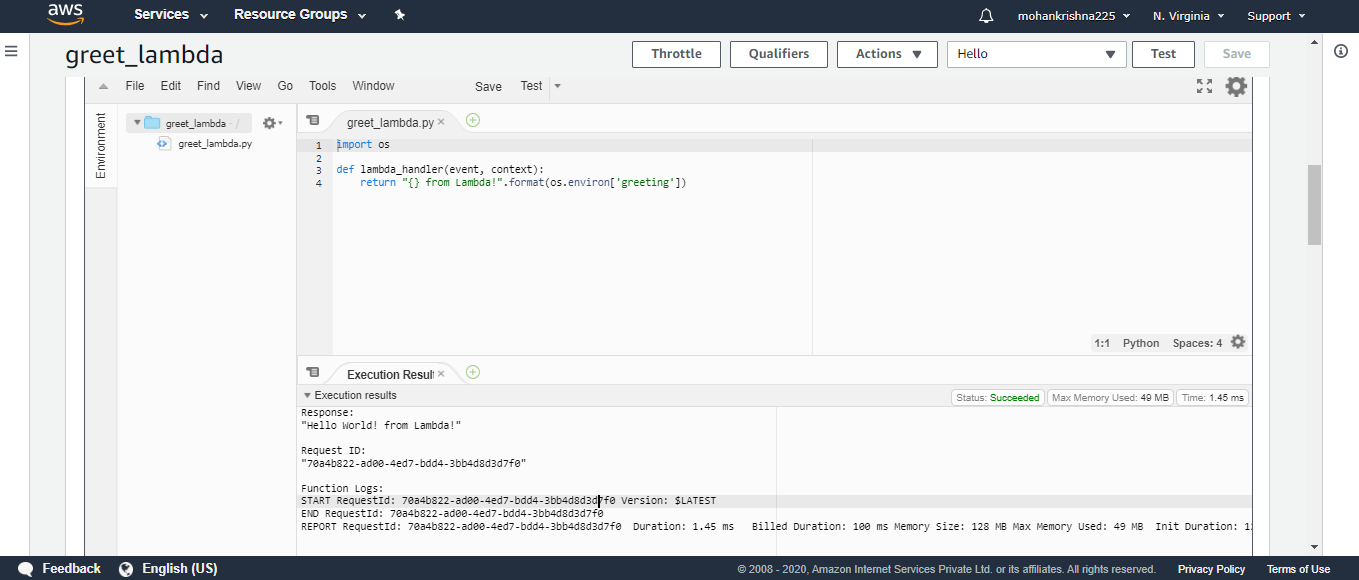 aws Services Resource Groups mohankrishna225 N. Virginia Support
greet_lambda Throttle Qualifiers Actions Hello Test Save
File Edit Find View Go Tools Window Save Test
Environment
greet_lambda /
greet_lambda.py
greet_lambda.py
1 import os
2
3 def lambda_handler(event, context):
4 return "{} from Lambda!".format(os.environ['greeting'])
1:1 Python Spaces: 4
Execution Result
Execution results Status: Succeeded Max Memory Used: 49 MB Time: 1.45 ms
Response:
"Hello World! from Lambda!"
Request ID:
"70a4b822-ad00-4ed7-bdd4-3bb4d8d3d7f0"
Function Logs:
START RequestId: 70a4b822-ad00-4ed7-bdd4-3bb4d8d3d7f0 Version: $LATEST
END RequestId: 70a4b822-ad00-4ed7-bdd4-3bb4d8d3d7f0
REPORT RequestId: 70a4b822-ad00-4ed7-bdd4-3bb4d8d3d7f0 Duration: 1.45 ms Billed Duration: 100 ms Memory Size: 128 MB Max Memory Used: 49 MB Init Duration:
Feedback English (US) © 2008 - 2020, Amazon Internet Services Private Ltd. or its affiliates. All rights reserved. Privacy Policy Terms of Use